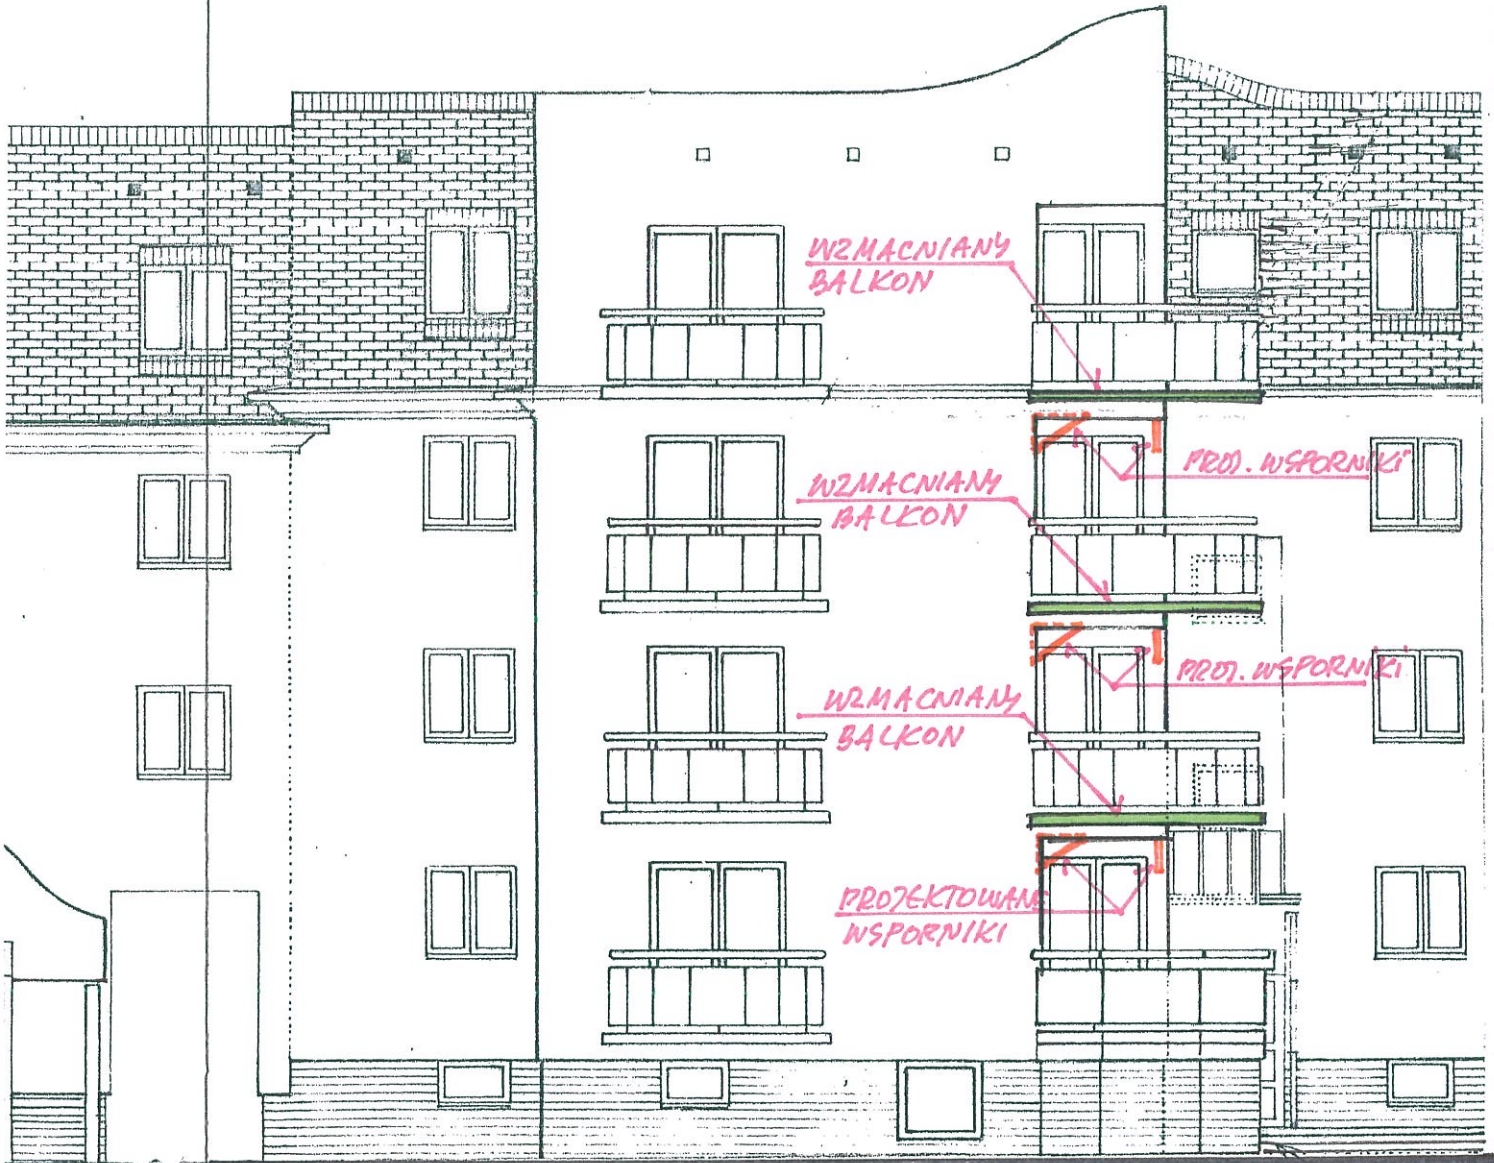 WZMACNIANY
BALKON
PROJ. WSPORNIKI
WZMACNIANY
BALKON
PROJ. WSPORNIKI
WZMACNIANY
BALKON
PROJEKTOWANE
WSPORNIKI